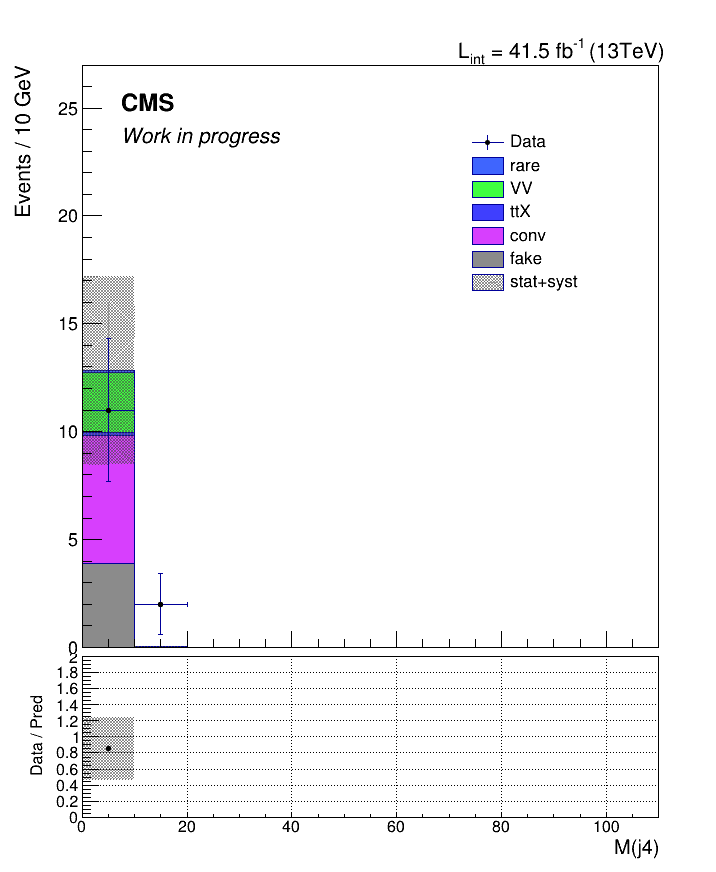 L_int = 41.5 fb^-1 (13TeV)
Events / 10 GeV
CMS
Work in progress
Data
rare
VV
ttX
conv
fake
stat+syst
25
20
15
10
5
0
Data / Pred
2
1.8
1.6
1.4
1.2
1
0.8
0.6
0.4
0.2
0
0 20 40 60 80 100
M(j4)